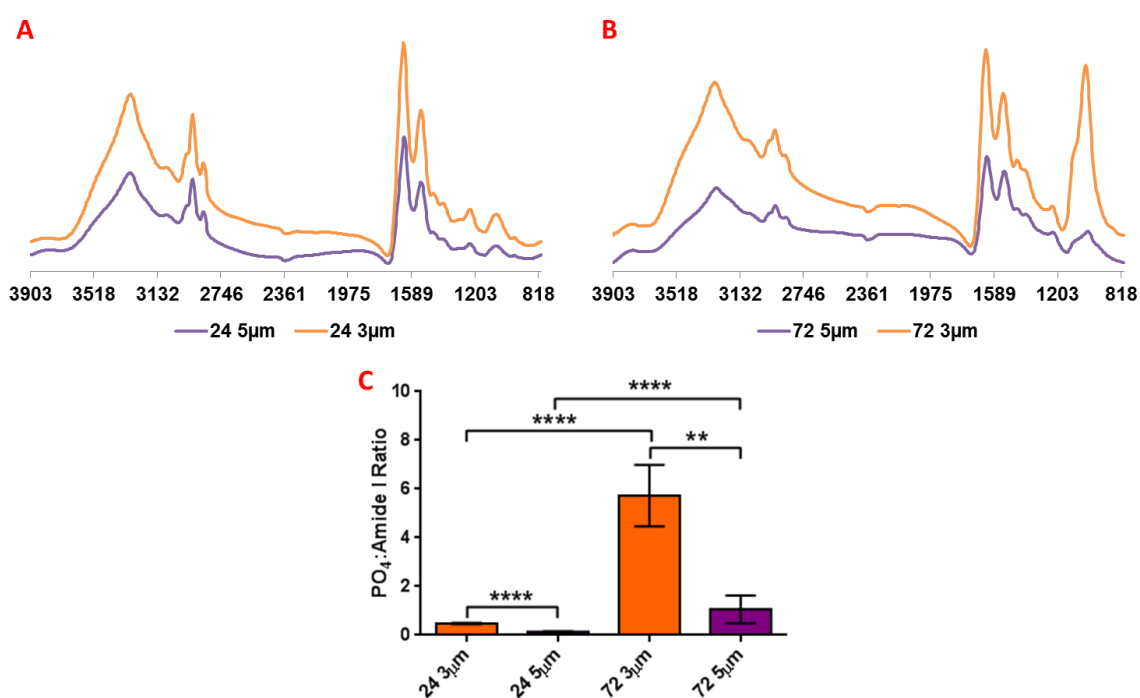 A
3903 3518 3132 2746 2361 1975 1589 1203 818
24 5µm 24 3µm
B
3903 3518 3132 2746 2361 1975 1589 1203 818
72 5µm 72 3µm
C
PO4:Amide I Ratio
10
8
6
4
2
0
****
****
**
****
24 3µm
24 5µm
72 3µm
72 5µm